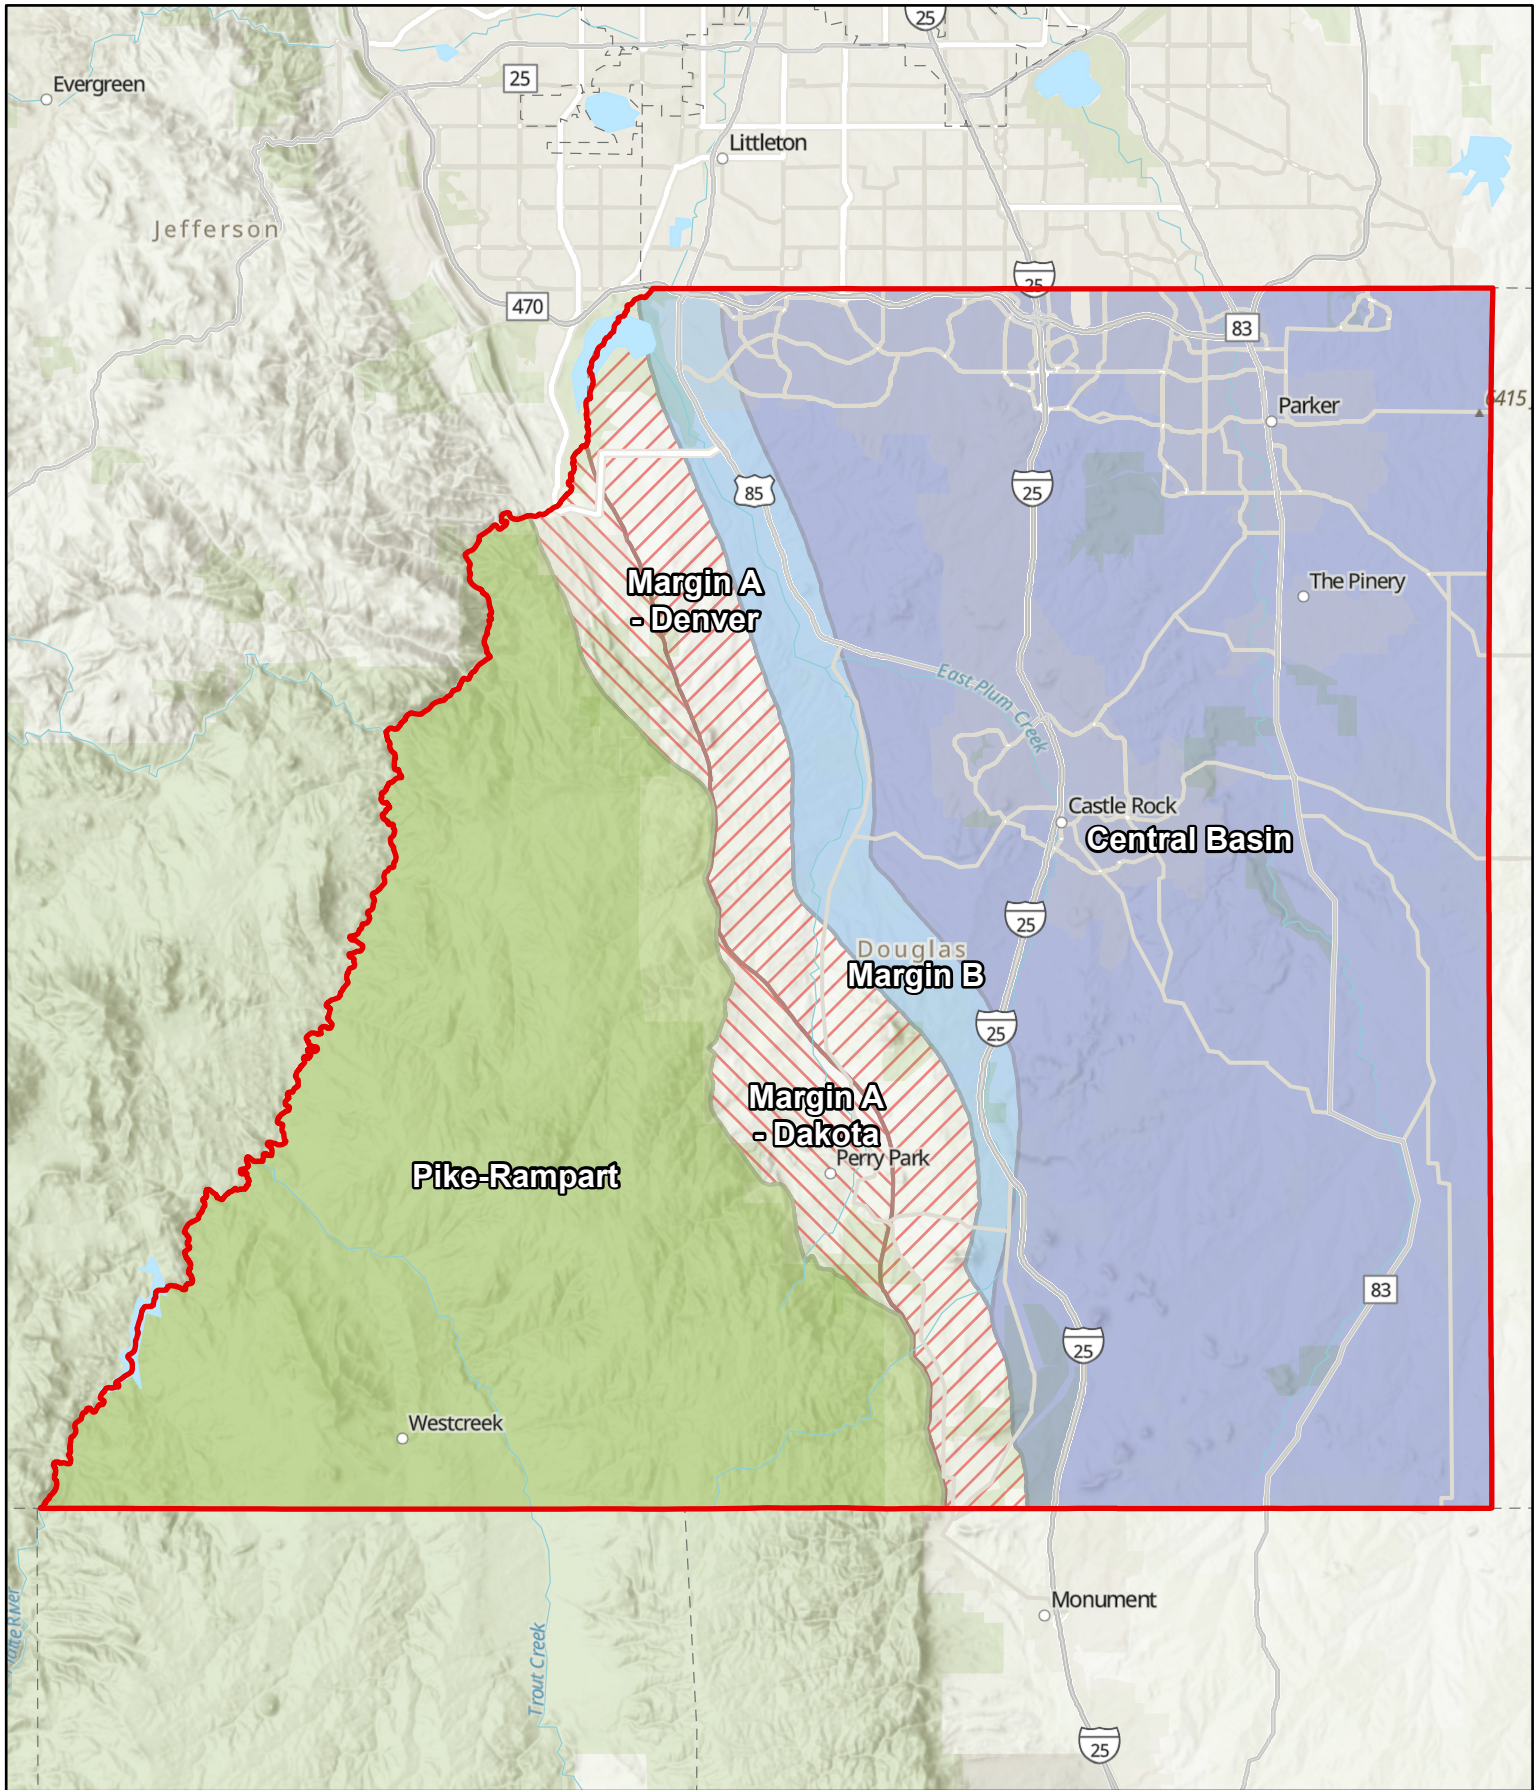 25
Evergreen
25
Littleton
Jefferson
25
470
83
6415
Parker
85
25
Margin A
- Denver
The Pinery
East Plum Creek
Castle Rock
Central Basin
25
Douglas
Margin B
25
Margin A
- Dakota
Perry Park
Pike-Rampart
83
25
Westcreek
Monument
River
Trout Creek
25